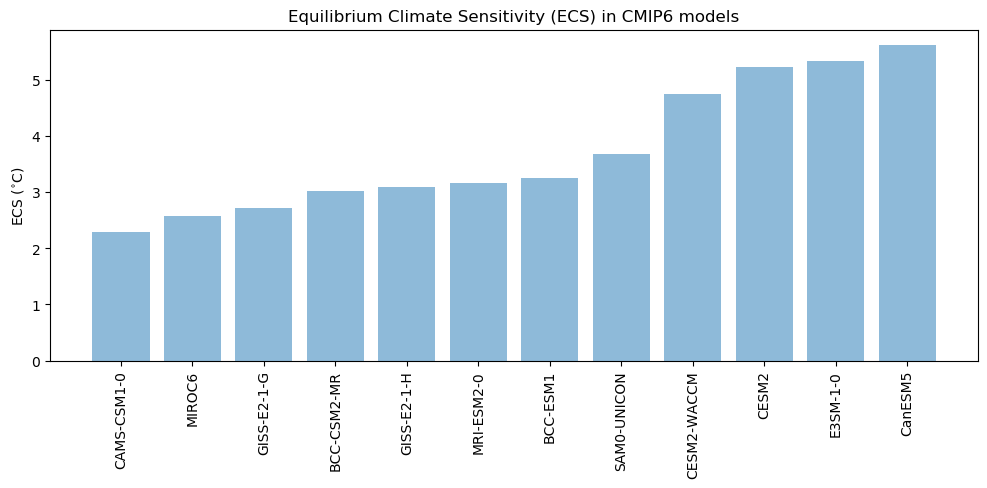 Equilibrium Climate Sensitivity (ECS) in CMIP6 models
ECS (°C)
5
4
3
2
1
0
CAMS-CSM1-0
MIROC6
GISS-E2-1-G
BCC-CSM2-MR
GISS-E2-1-H
MRI-ESM2-0
BCC-ESM1
SAM0-UNICON
CESM2-WACCM
CESM2
E3SM-1-0
CanESM5